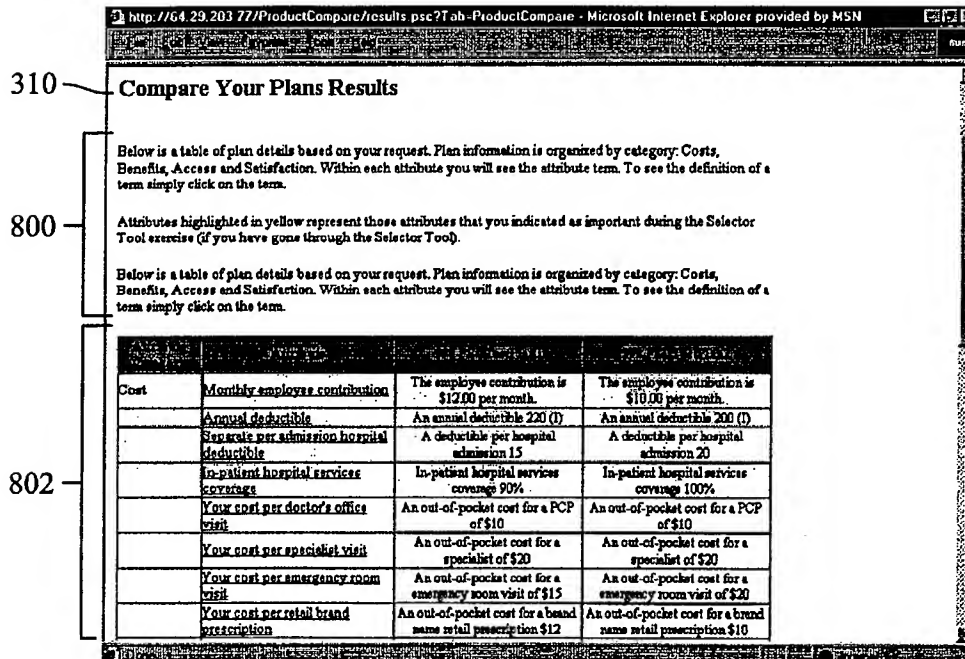 http://64.29.203.77/ProductCompare/results.psc?Tab=ProductCompare - Microsoft Internet Explorer provided by MSN
310
Compare Your Plans Results
800
Below is a table of plan details based on your request. Plan information is organized by category: Costs,
Benefits, Access and Satisfaction. Within each attribute you will see the attribute term. To see the definition of a
term simply click on the term.
Attributes highlighted in yellow represent those attributes that you indicated as important during the Selector
Tool exercise (if you have gone through the Selector Tool).
Below is a table of plan details based on your request. Plan information is organized by category: Costs,
Benefits, Access and Satisfaction. Within each attribute you will see the attribute term. To see the definition of a
term simply click on the term.
802
Cost
Monthly employee contribution
The employee contribution is
$12.00 per month.
The employee contribution is
$10.00 per month.
Annual deductible
An annual deductible 220 (I)
An annual deductible 200 (I)
Separate per admission hospital
deductible
A deductible per hospital
admission 15
A deductible per hospital
admission 20
In-patient hospital services
coverage
In-patient hospital services
coverage 90%
In-patient hospital services
coverage 100%
Your cost per doctor's office
visit
An out-of-pocket cost for a PCP
of $10
An out-of-pocket cost for a PCP
of $10
Your cost per specialist visit
An out-of-pocket cost for a
specialist of $20
An out-of-pocket cost for a
specialist of $20
Your cost per emergency room
visit
An out-of-pocket cost for a
emergency room visit of $15
An out-of-pocket cost for a
emergency room visit of $20
Your cost per retail brand
prescription
An out-of-pocket cost for a brand
name retail prescription $12
An out-of-pocket cost for a brand
name retail prescription $10